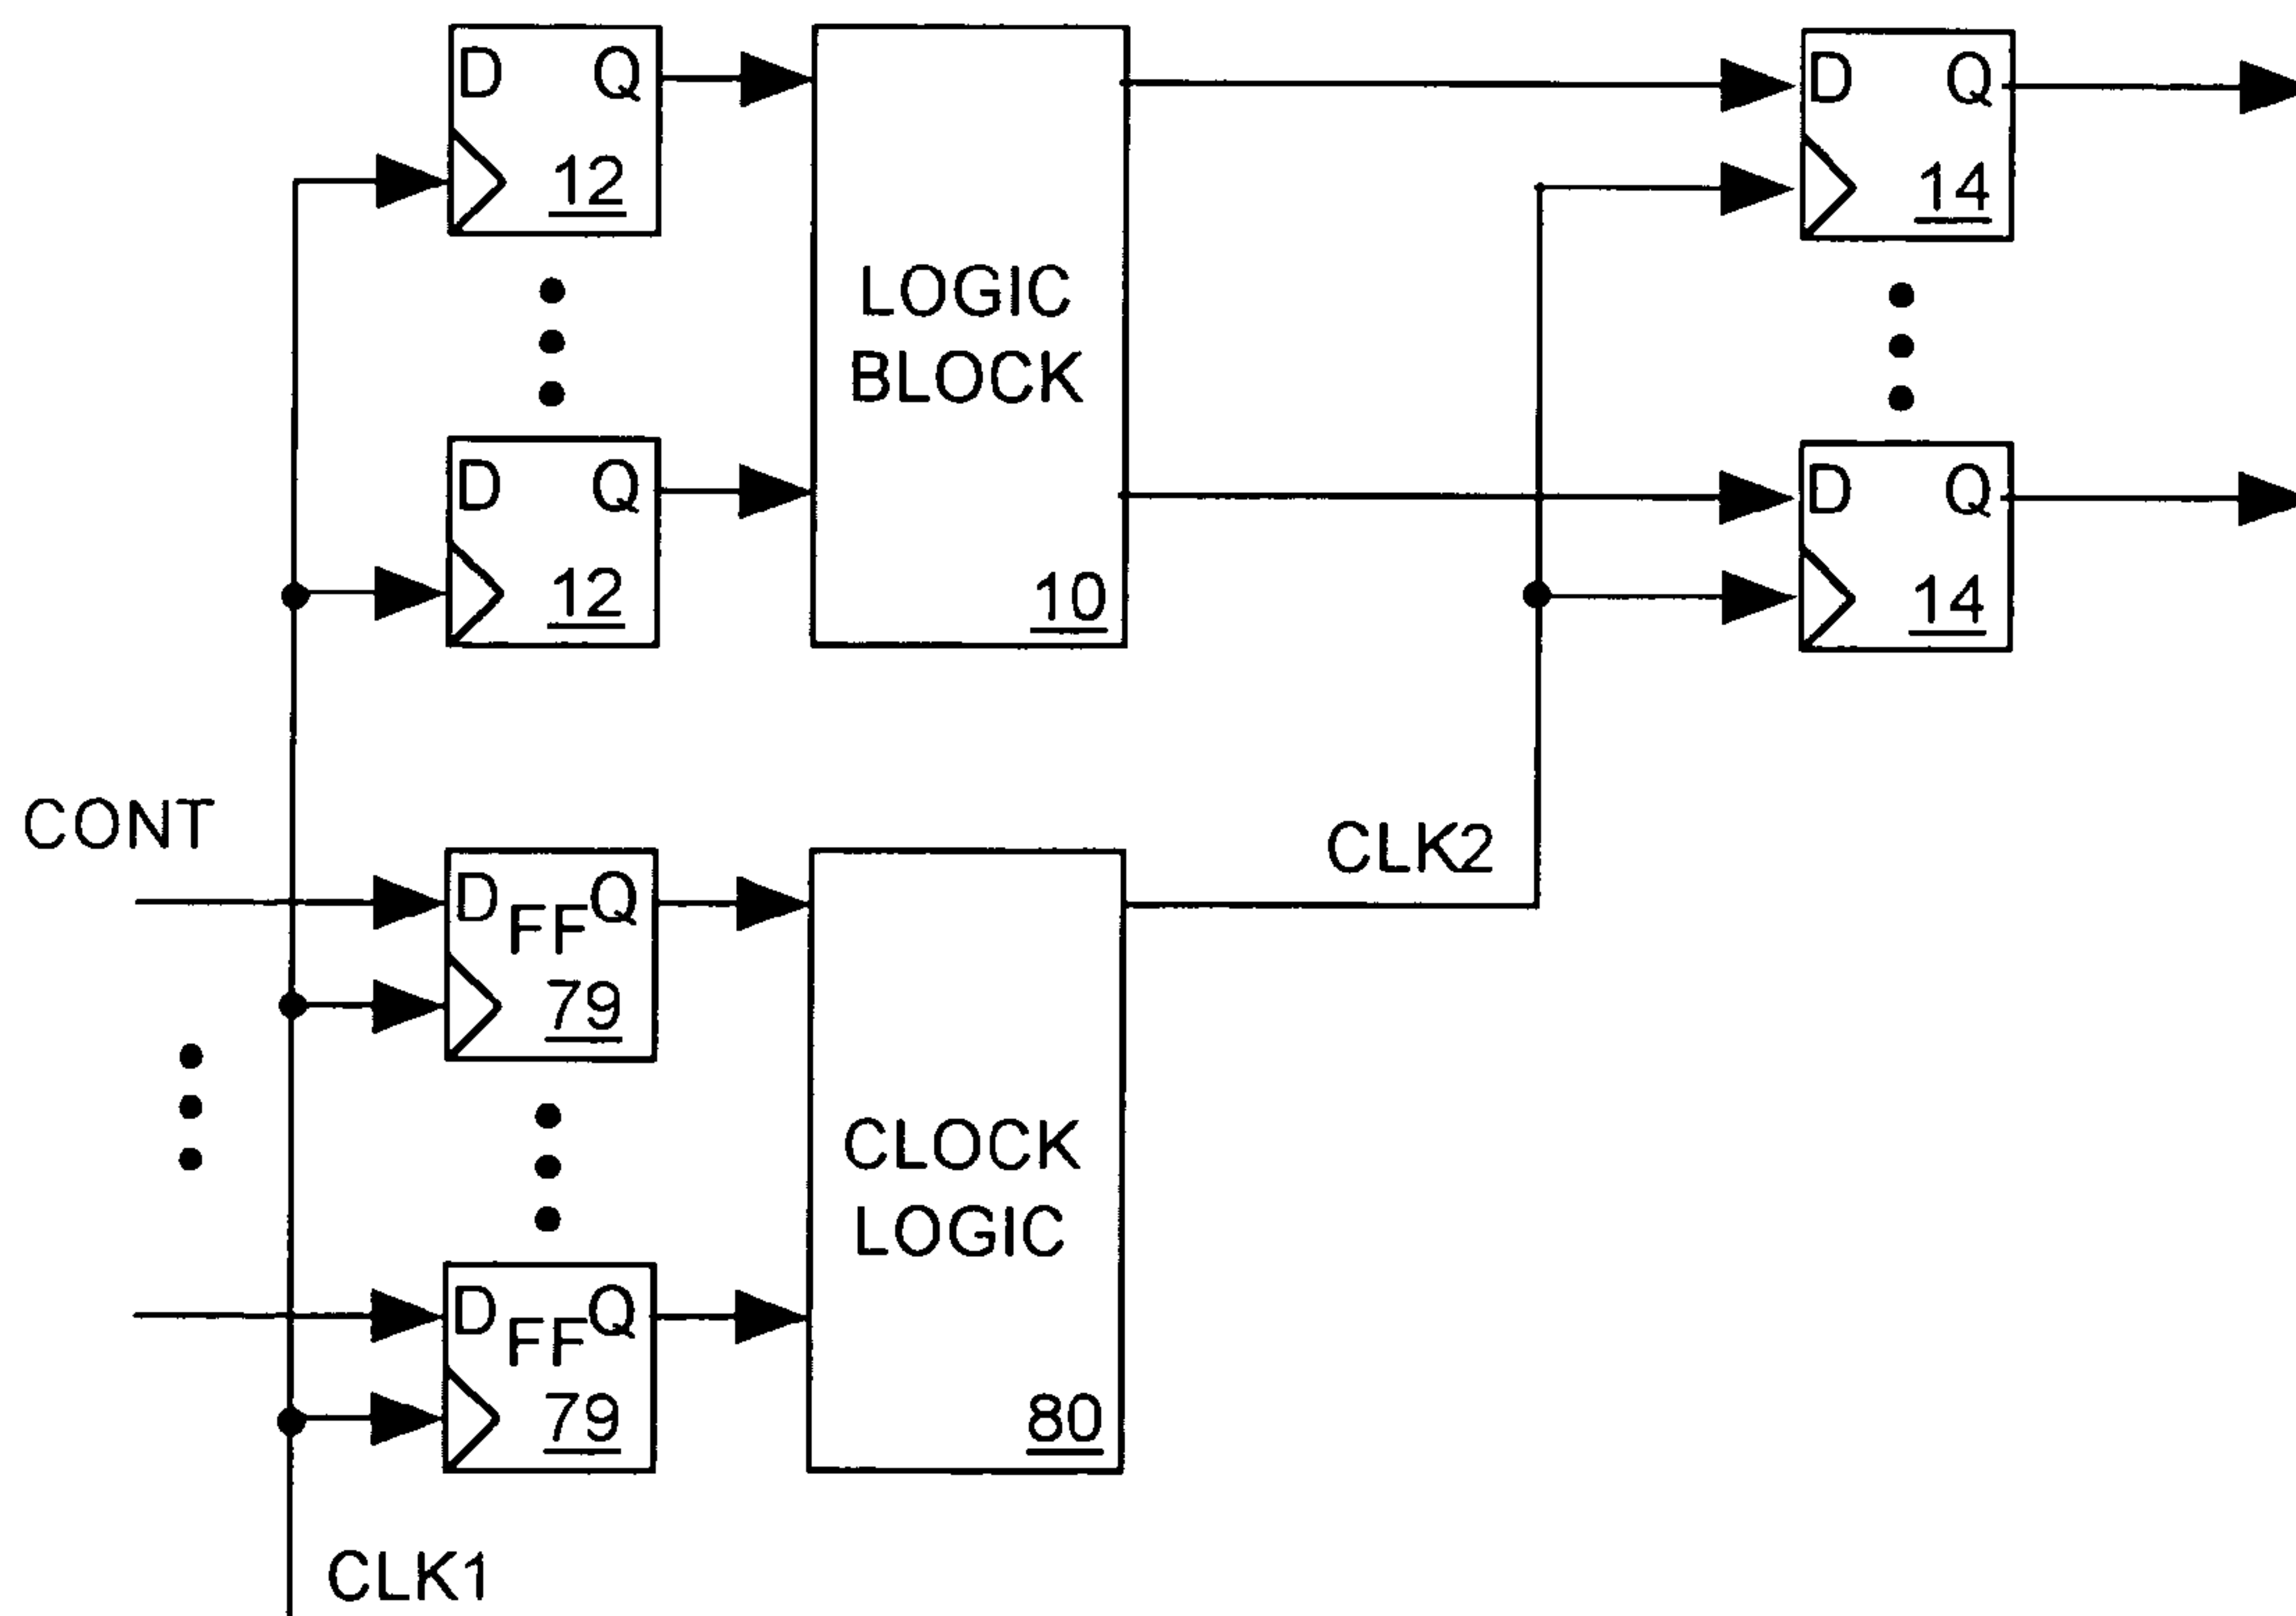 D Q
12
D Q
12
LOGIC
BLOCK
10
D Q
14
D Q
14
CONT
D FF Q
79
D FF Q
79
CLOCK
LOGIC
80
CLK2
CLK1